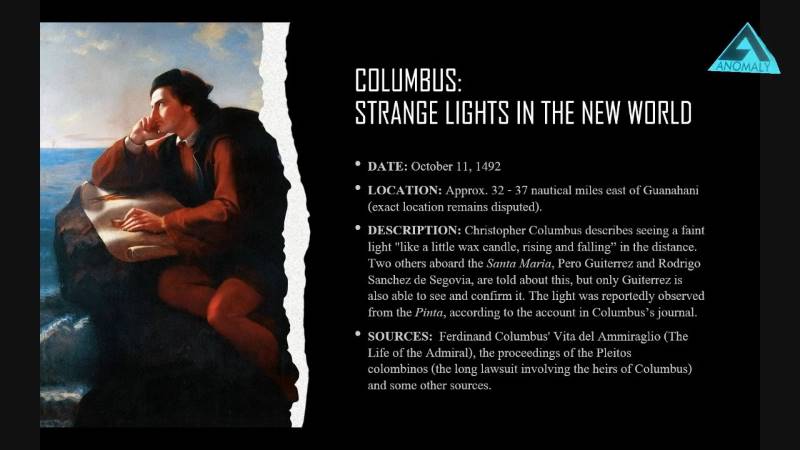 ANOMALY
COLUMBUS:
STRANGE LIGHTS IN THE NEW WORLD
• DATE: October 11, 1492
• LOCATION: Approx. 32 - 37 nautical miles east of Guanahani
(exact location remains disputed).
• DESCRIPTION: Christopher Columbus describes seeing a faint
light "like a little wax candle, rising and falling” in the distance.
Two others aboard the Santa Maria, Pero Guiterrez and Rodrigo
Sanchez de Segovia, are told about this, but only Guiterrez is
also able to see and confirm it. The light was reportedly observed
from the Pinta, according to the account in Columbus’s journal.
• SOURCES: Ferdinand Columbus' Vita del Ammiraglio (The
Life of the Admiral), the proceedings of the Pleitos
colombinos (the long lawsuit involving the heirs of Columbus)
and some other sources.